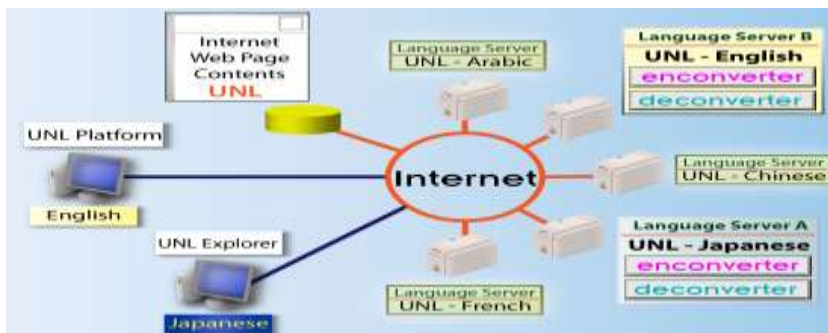 Internet
Web Page
Contents
UNL
Language Server
UNL - Arabic
Language Server B
UNL - English
enconverter
deconverter
UNL Platform
English
Internet
Language Server
UNL - Chinese
UNL Explorer
Japanese
Language Server
UNL - French
Language Server A
UNL - Japanese
enconverter
deconverter